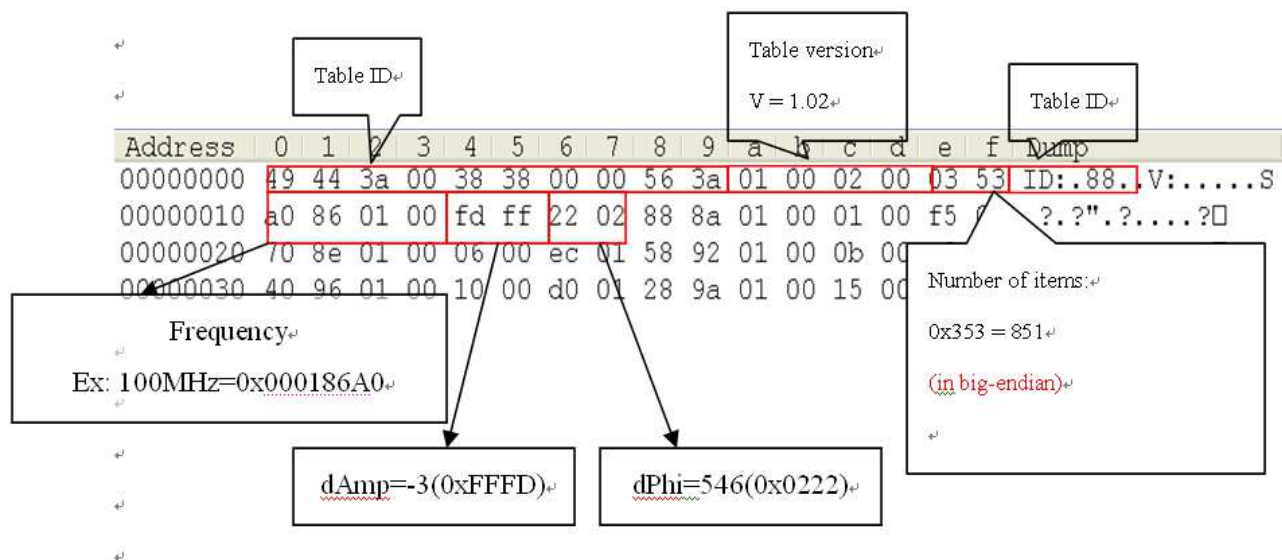 Table ID
Table version
V = 1.02
Table ID
Address 0 1 2 3 4 5 6 7 8 9 a b c d e f Dump
00000000 49 44 3a 00 38 38 00 00 56 3a 01 00 02 00 03 53 ID:.88..V:.....S
00000010 a0 86 01 00 fd ff 22 02 88 8a 01 00 01 00 f5 ?.?".?....?
00000020 70 8e 01 00 06 00 ec 01 58 92 01 00 0b 00
00000030 40 96 01 00 10 00 d0 01 28 9a 01 00 15 00
Frequency
Ex: 100MHz=0x000186A0
Number of items:
0x353 = 851
(in big-endian)
dAmp=-3(0xFFFD)
dPhi=546(0x0222)